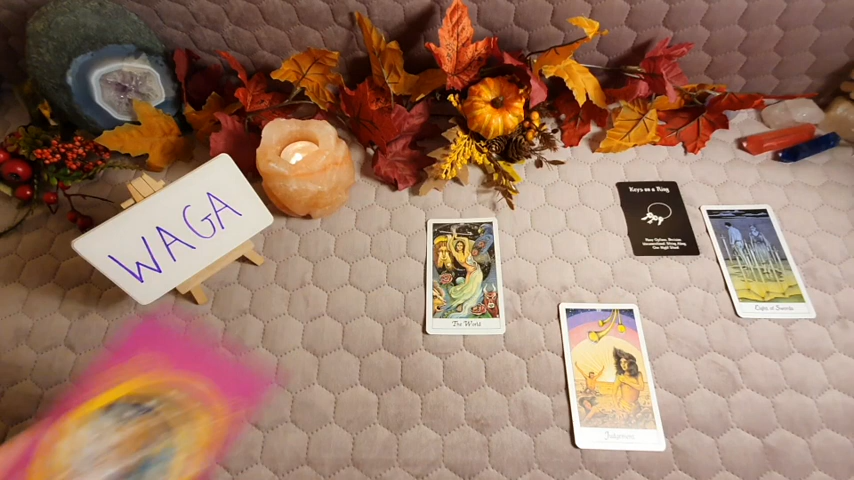 WAGA
The World
Keys on a Ring
Judgement
Eight of Swords